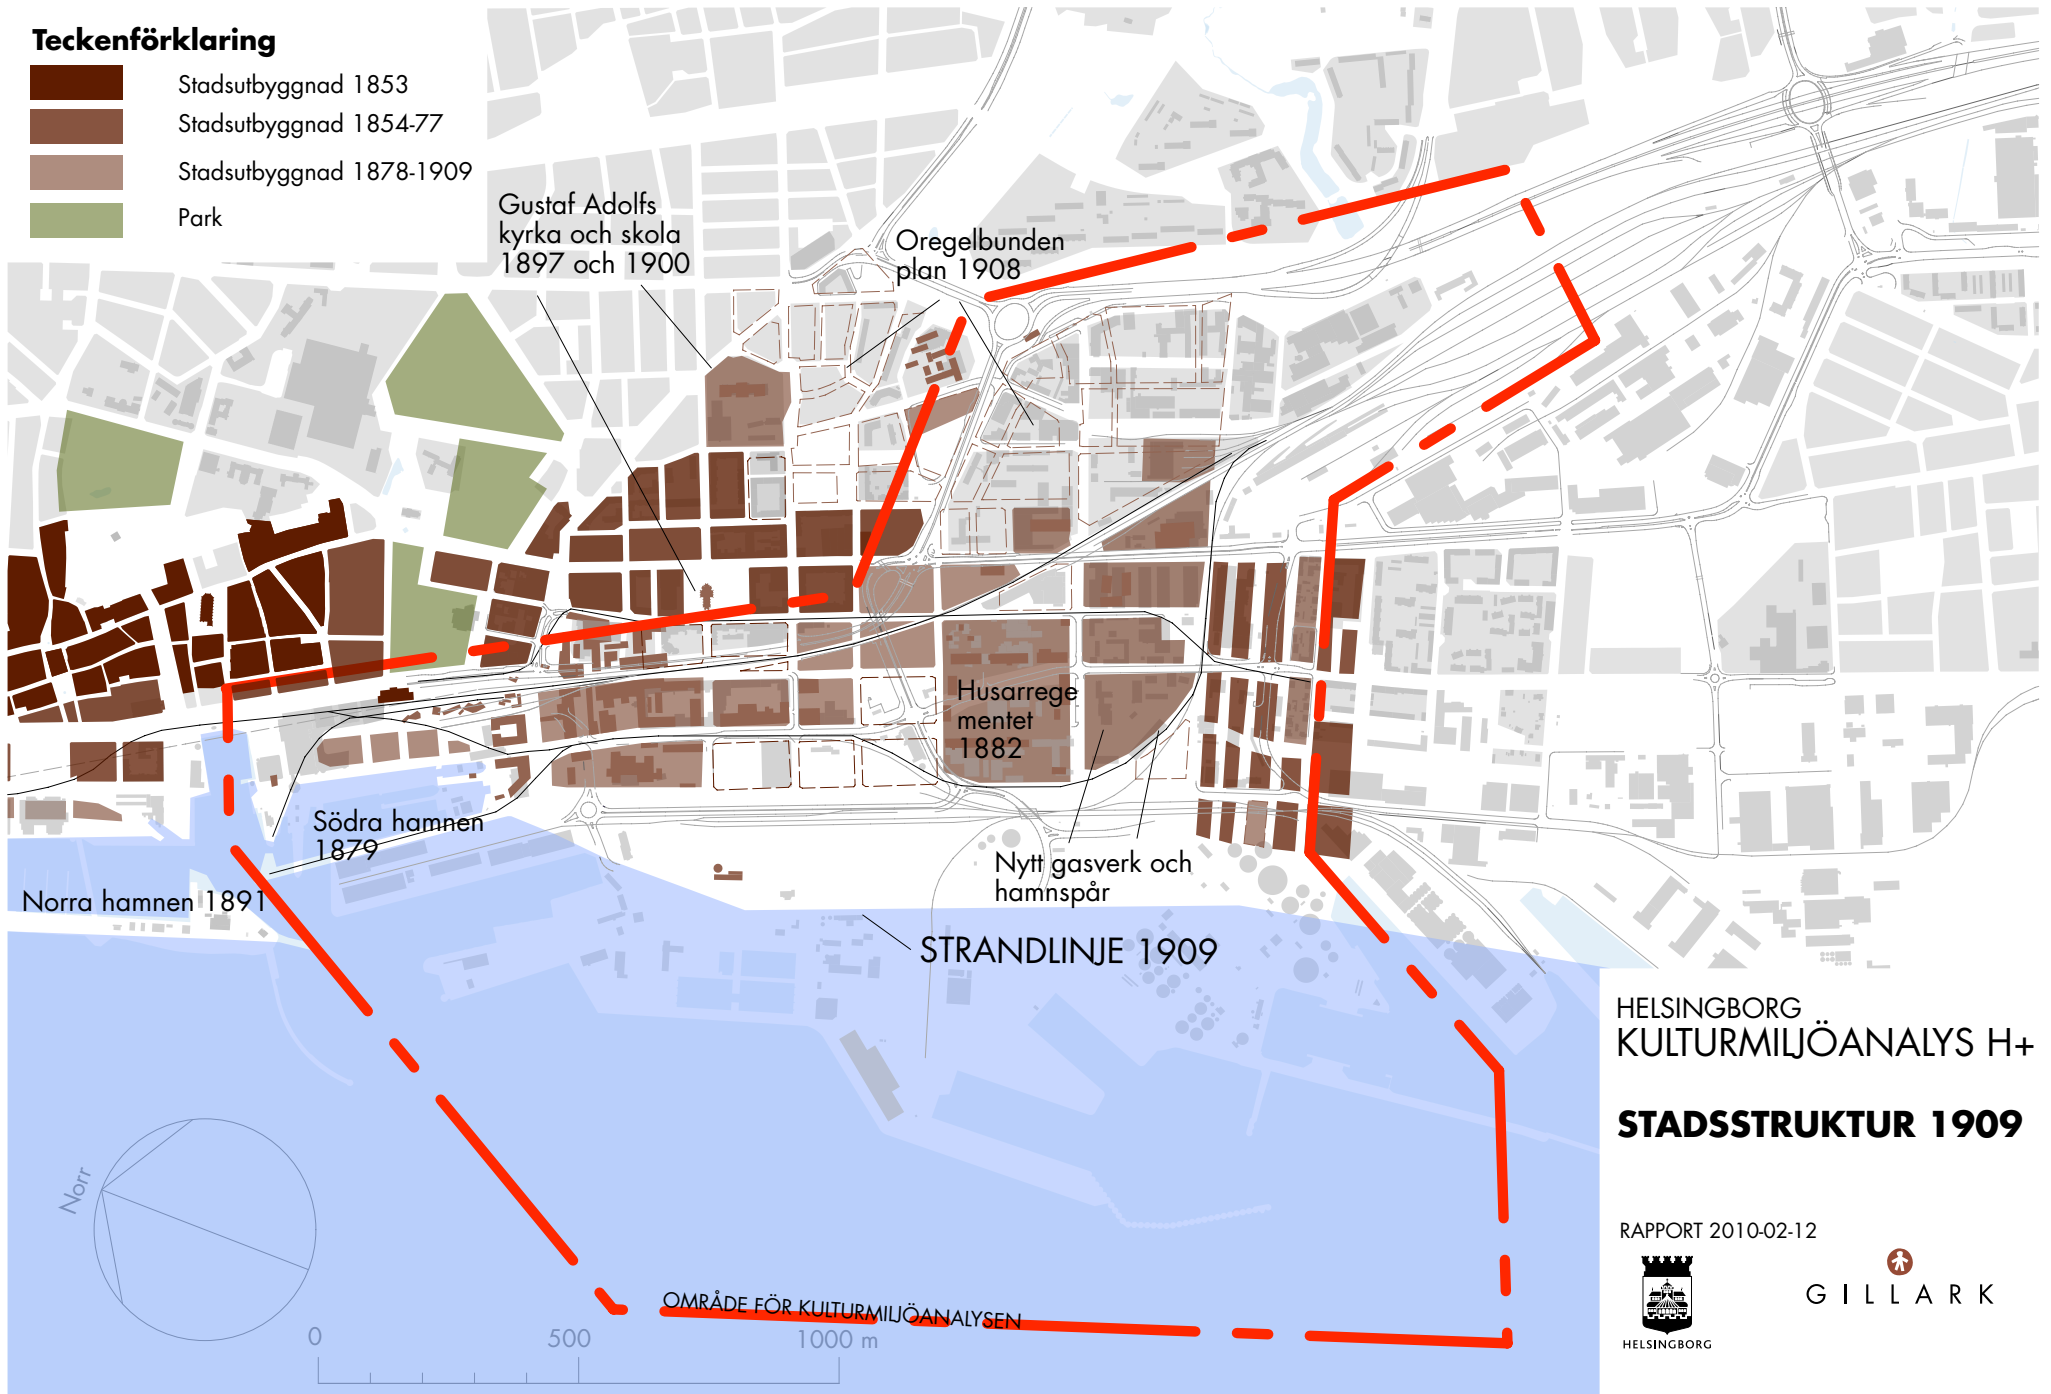 Teckenförklaring
Stadsutbyggnad 1853
Stadsutbyggnad 1854-77
Stadsutbyggnad 1878-1909
Park
Gustaf Adolfs
kyrka och skola
1897 och 1900
Oregelbunden
plan 1908
Husarrege
mentet
1882
Södra hamnen
1879
Norra hamnen 1891
Nytt gasverk och
hamnspår
STRANDLINJE 1909
HELSINGBORG
KULTURMILJÖANALYS H+
STADSSTRUKTUR 1909
RAPPORT 2010-02-12
HELSINGBORG
GILLARK
Norr
OMRÅDE FÖR KULTURMILJÖANALYSEN
0 500 1000 m